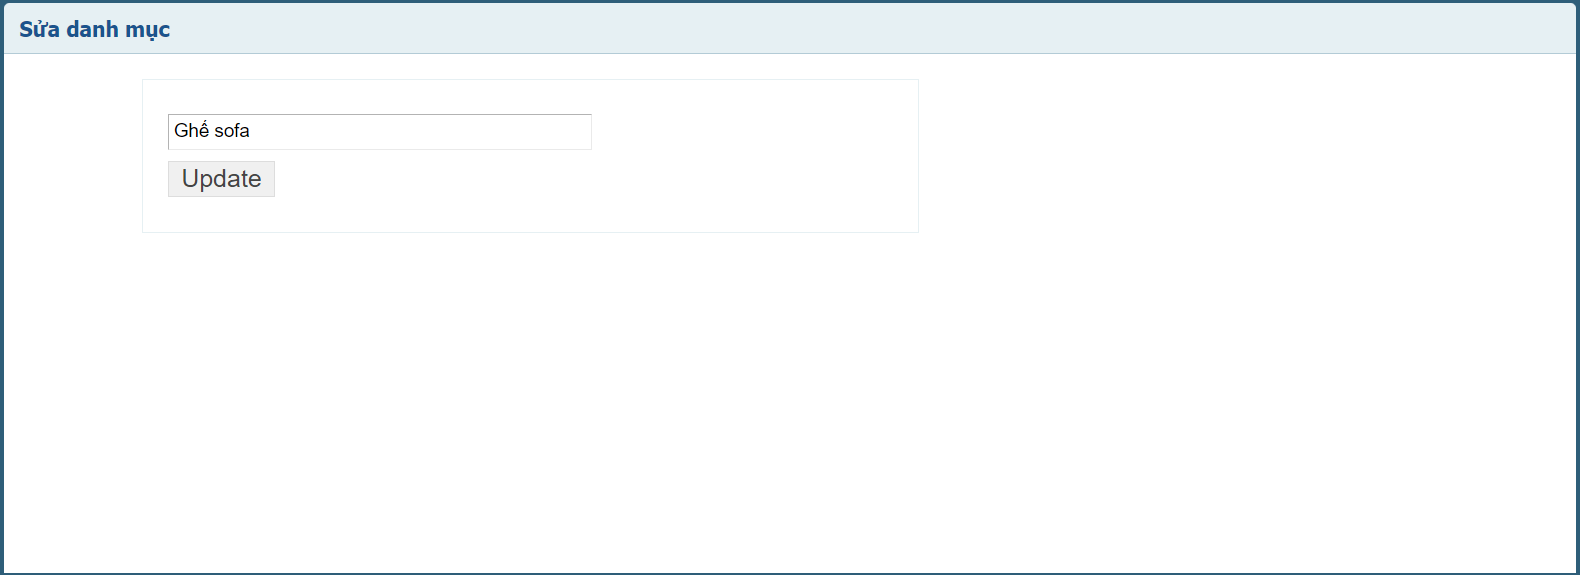 Sửa danh mục
Ghế sofa
Update